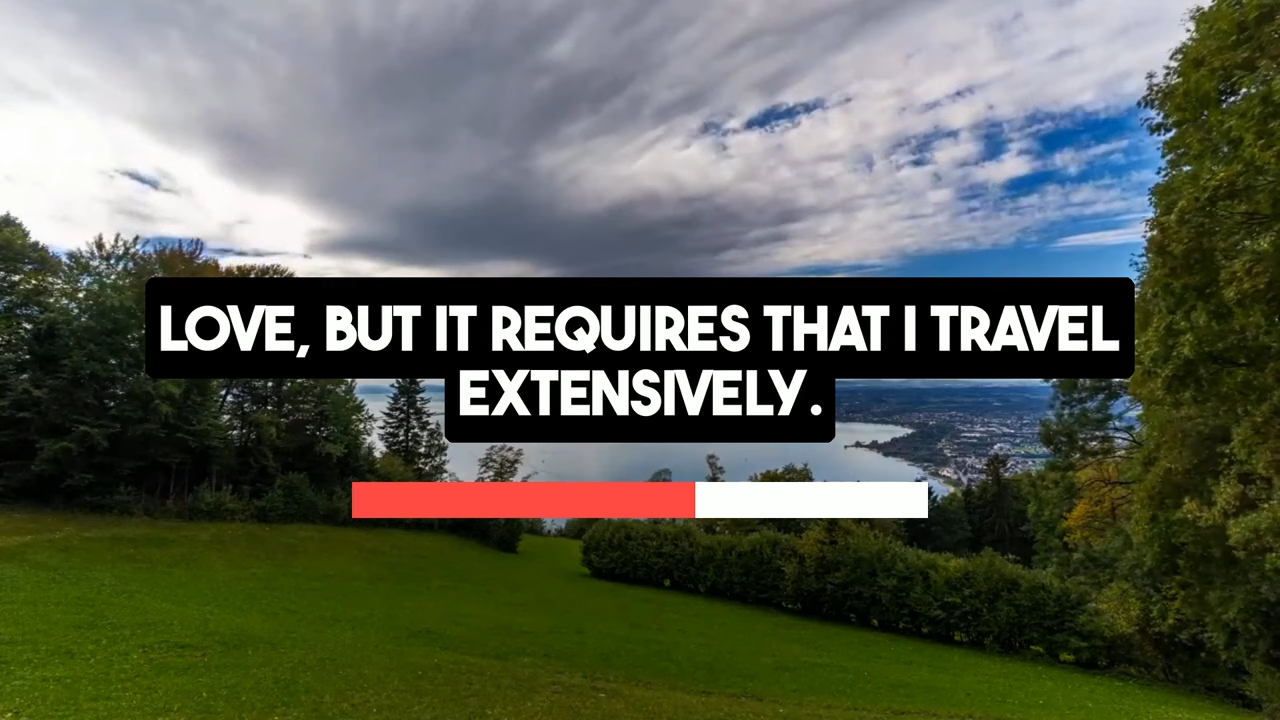 LOVE, BUT IT REQUIRES THAT I TRAVEL
EXTENSIVELY.